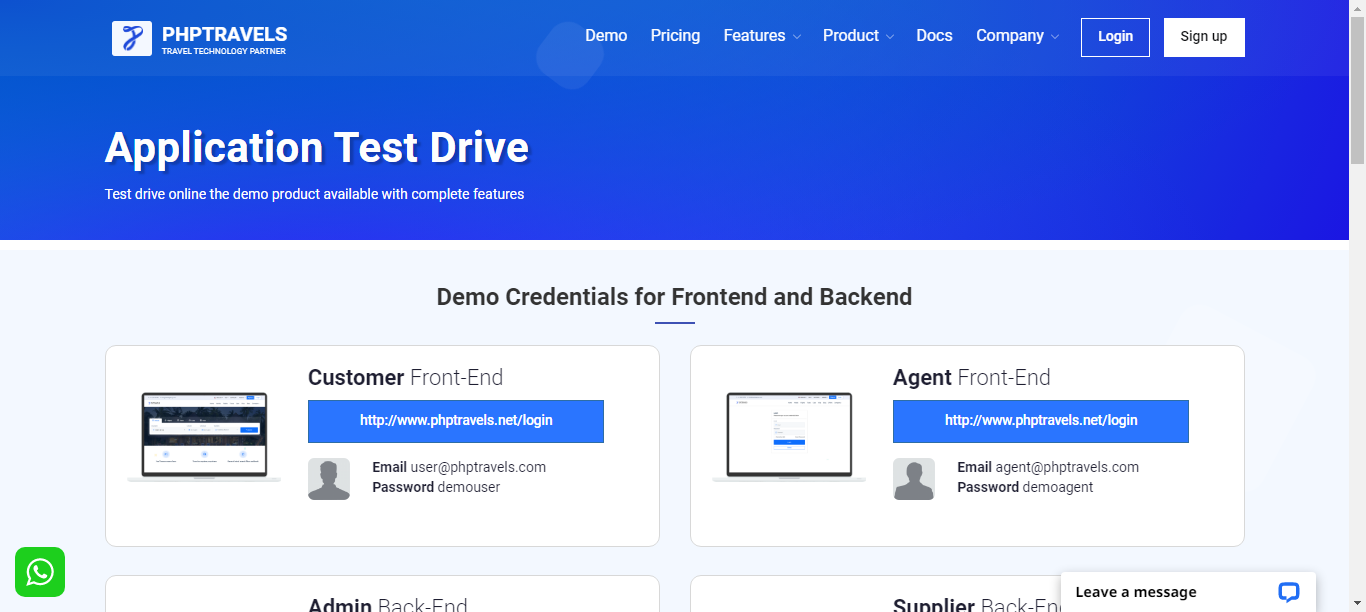 PHPTRAVELS
TRAVEL TECHNOLOGY PARTNER
Demo Pricing Features Product Docs Company Login Sign up
Application Test Drive
Test drive online the demo product available with complete features
Demo Credentials for Frontend and Backend
Customer Front-End
http://www.phptravels.net/login
Email user@phptravels.com
Password demouser
Agent Front-End
http://www.phptravels.net/login
Email agent@phptravels.com
Password demoagent
Admin Back-End
Supplier Back-End
Leave a message